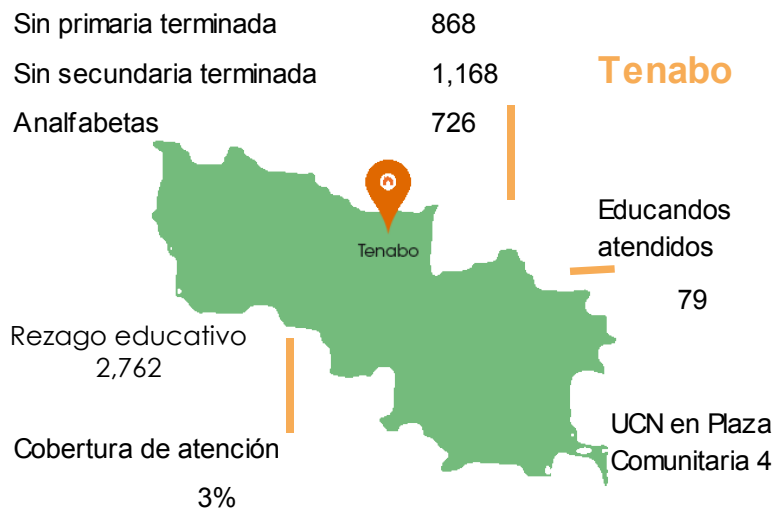 Sin primaria terminada 868
Sin secundaria terminada 1,168
Tenabo
Analfabetas 726
Tenabo
Educandos
atendidos
79
Rezago educativo
2,762
Cobertura de atención
3%
UCN en Plaza
Comunitaria 4